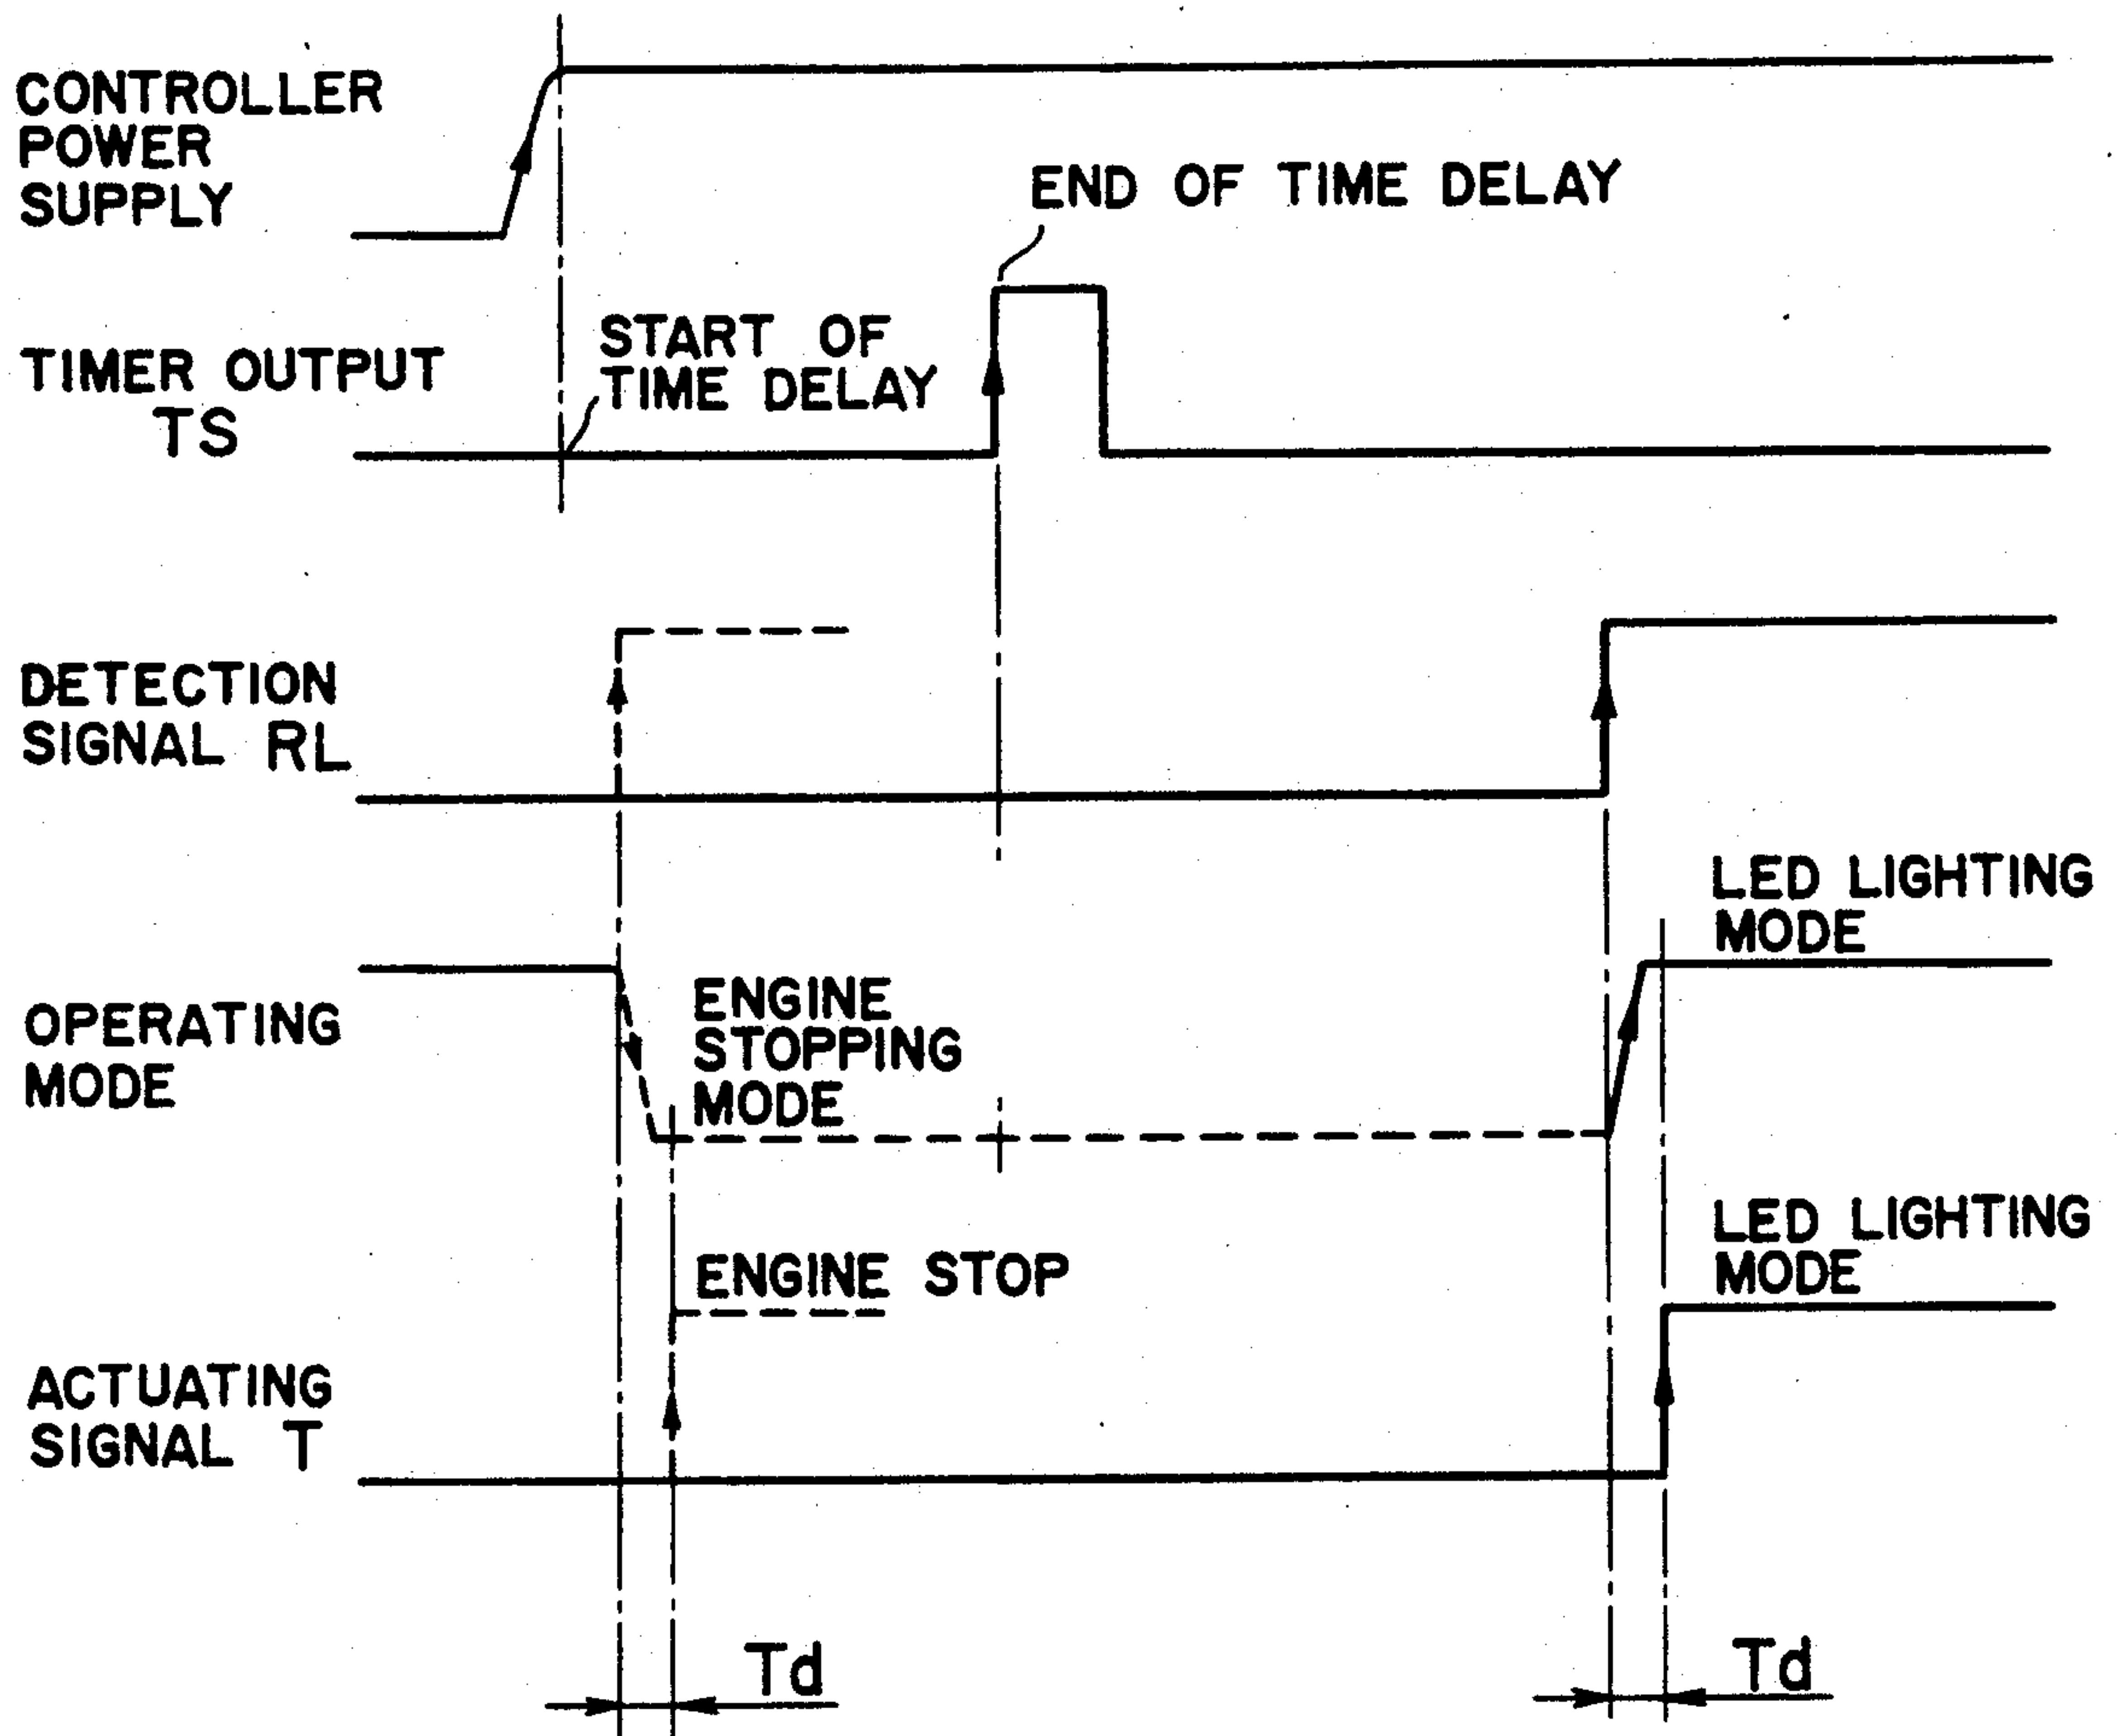 CONTROLLER
POWER
SUPPLY
END OF TIME DELAY
START OF
TIME DELAY
TIMER OUTPUT
TS
DETECTION
SIGNAL RL
LED LIGHTING
MODE
ENGINE
STOPPING
MODE
OPERATING
MODE
LED LIGHTING
MODE
ENGINE STOP
ACTUATING
SIGNAL T
Td
Td